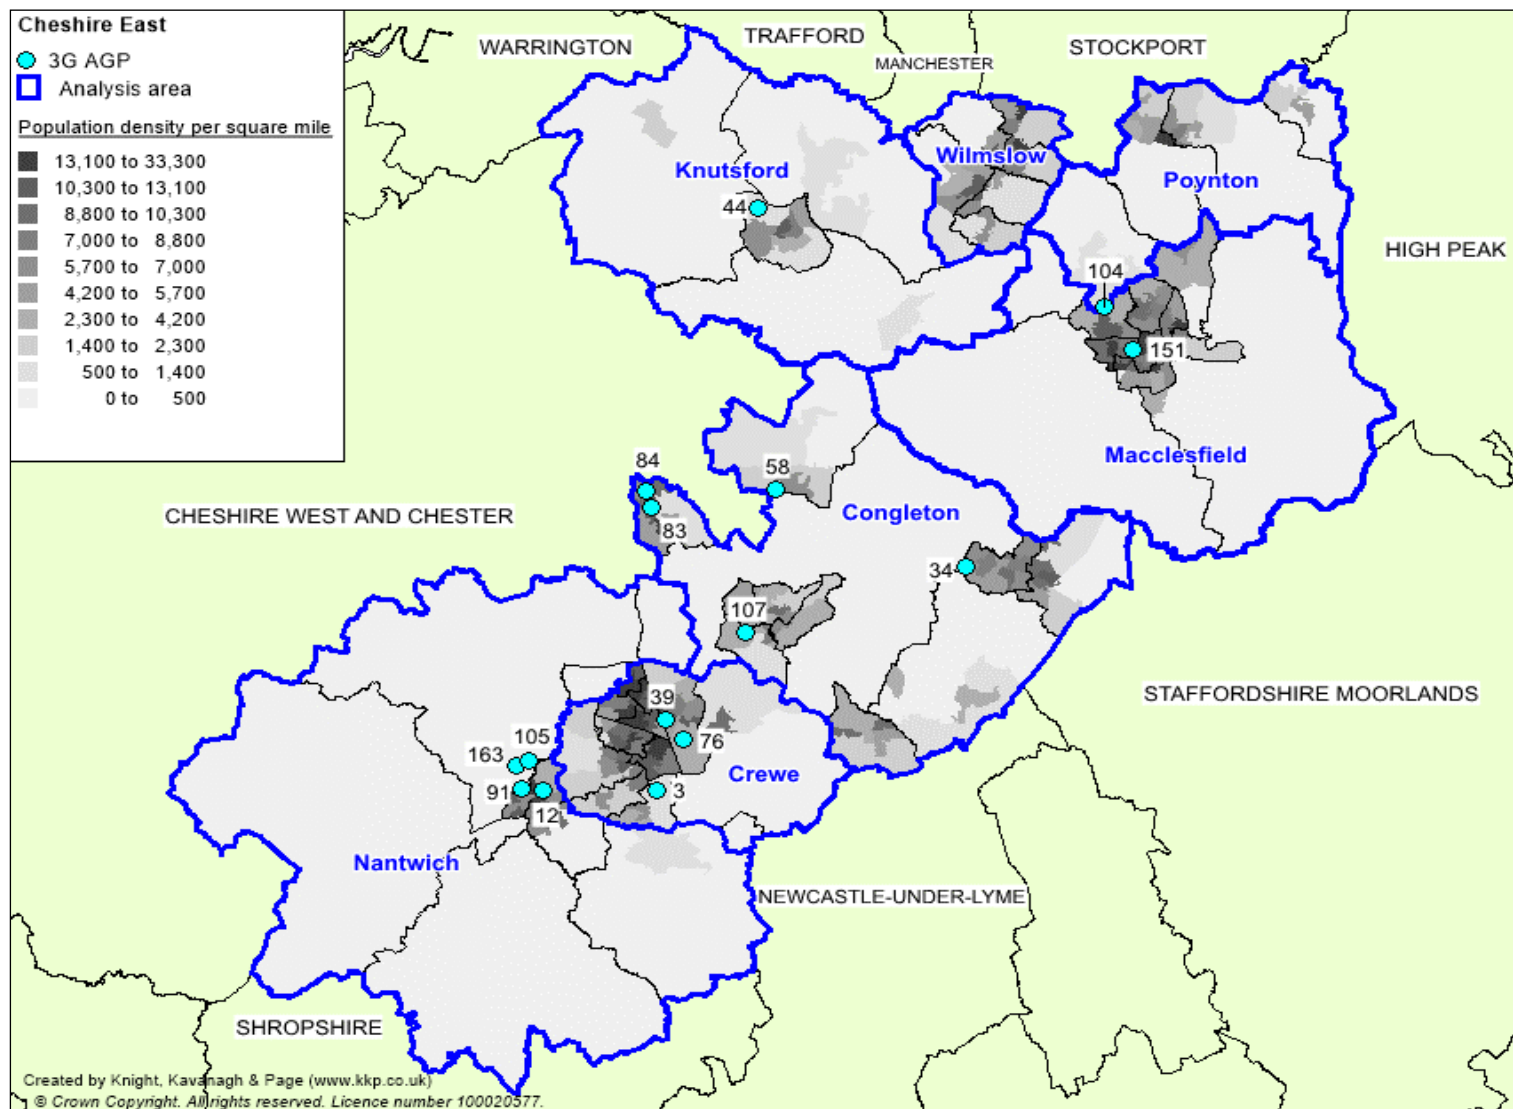 Cheshire East
3G AGP
Analysis area
Population density per square mile
13,100 to 33,300
10,300 to 13,100
8,800 to 10,300
7,000 to 8,800
5,700 to 7,000
4,200 to 5,700
2,300 to 4,200
1,400 to 2,300
500 to 1,400
0 to 500
WARRINGTON
TRAFFORD
MANCHESTER
STOCKPORT
Knutsford
Wilmslow
Poynton
44
HIGH PEAK
104
151
Macclesfield
84
58
83
CHESHIRE WEST AND CHESTER
Congleton
34
107
STAFFORDSHIRE MOORLANDS
39
76
105
163
Crewe
91
12
3
Nantwich
NEWCASTLE-UNDER-LYME
SHROPSHIRE
Created by Knight, Kavanagh & Page (www.kkp.co.uk)
© Crown Copyright. All rights reserved. Licence number 100020577.